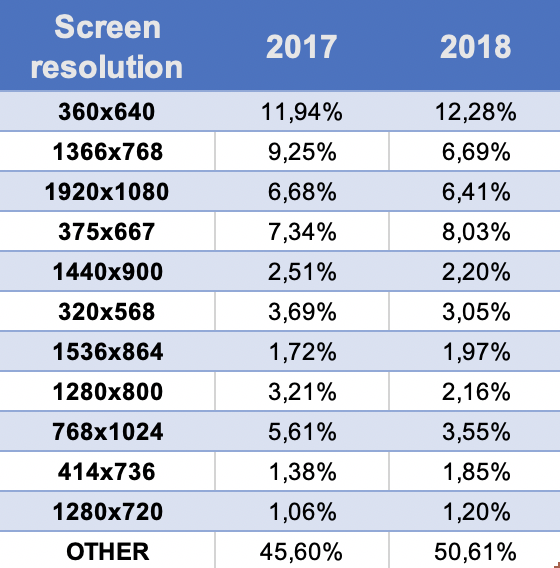 Screen resolution 2017 2018
360x640 11,94% 12,28%
1366x768 9,25% 6,69%
1920x1080 6,68% 6,41%
375x667 7,34% 8,03%
1440x900 2,51% 2,20%
320x568 3,69% 3,05%
1536x864 1,72% 1,97%
1280x800 3,21% 2,16%
768x1024 5,61% 3,55%
414x736 1,38% 1,85%
1280x720 1,06% 1,20%
OTHER 45,60% 50,61%